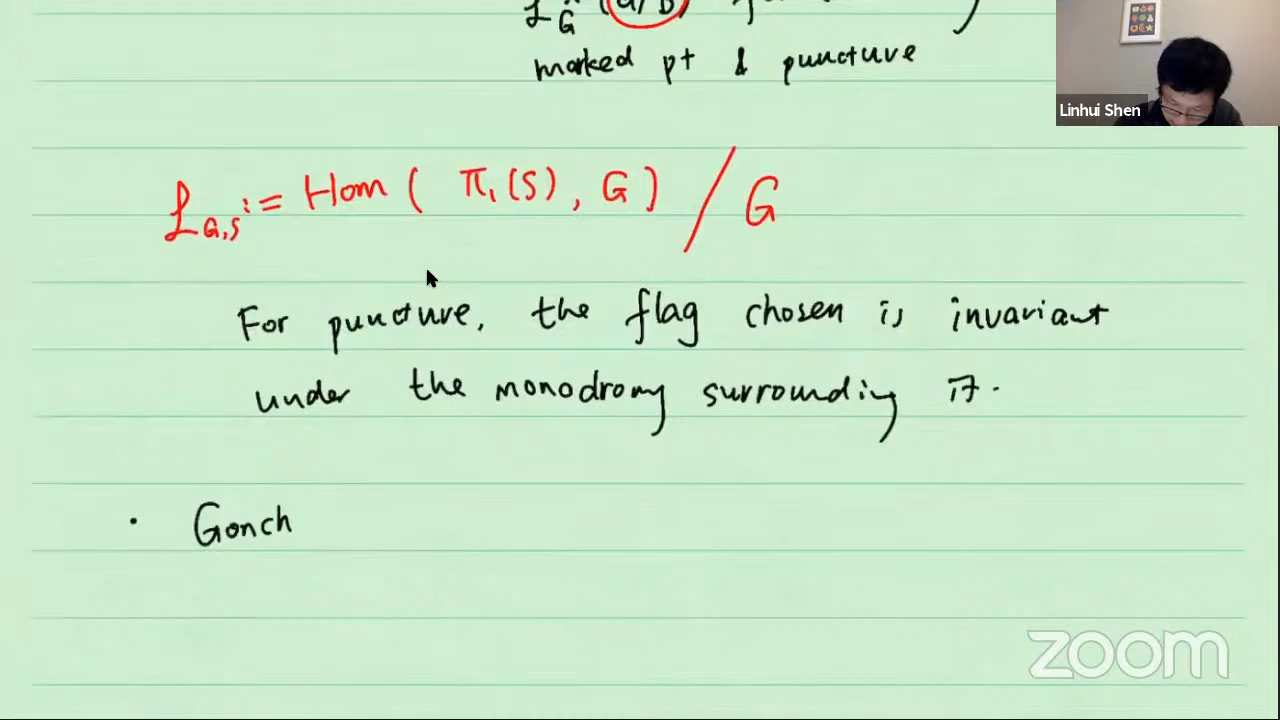 L_G (G/B)
marked pt & puncture
Linhui Shen
L_{G,S} := Hom ( π₁(S), G ) / G
For puncture, the flag chosen is invariant
under the monodromy surrounding it.
· Gonch
zoom